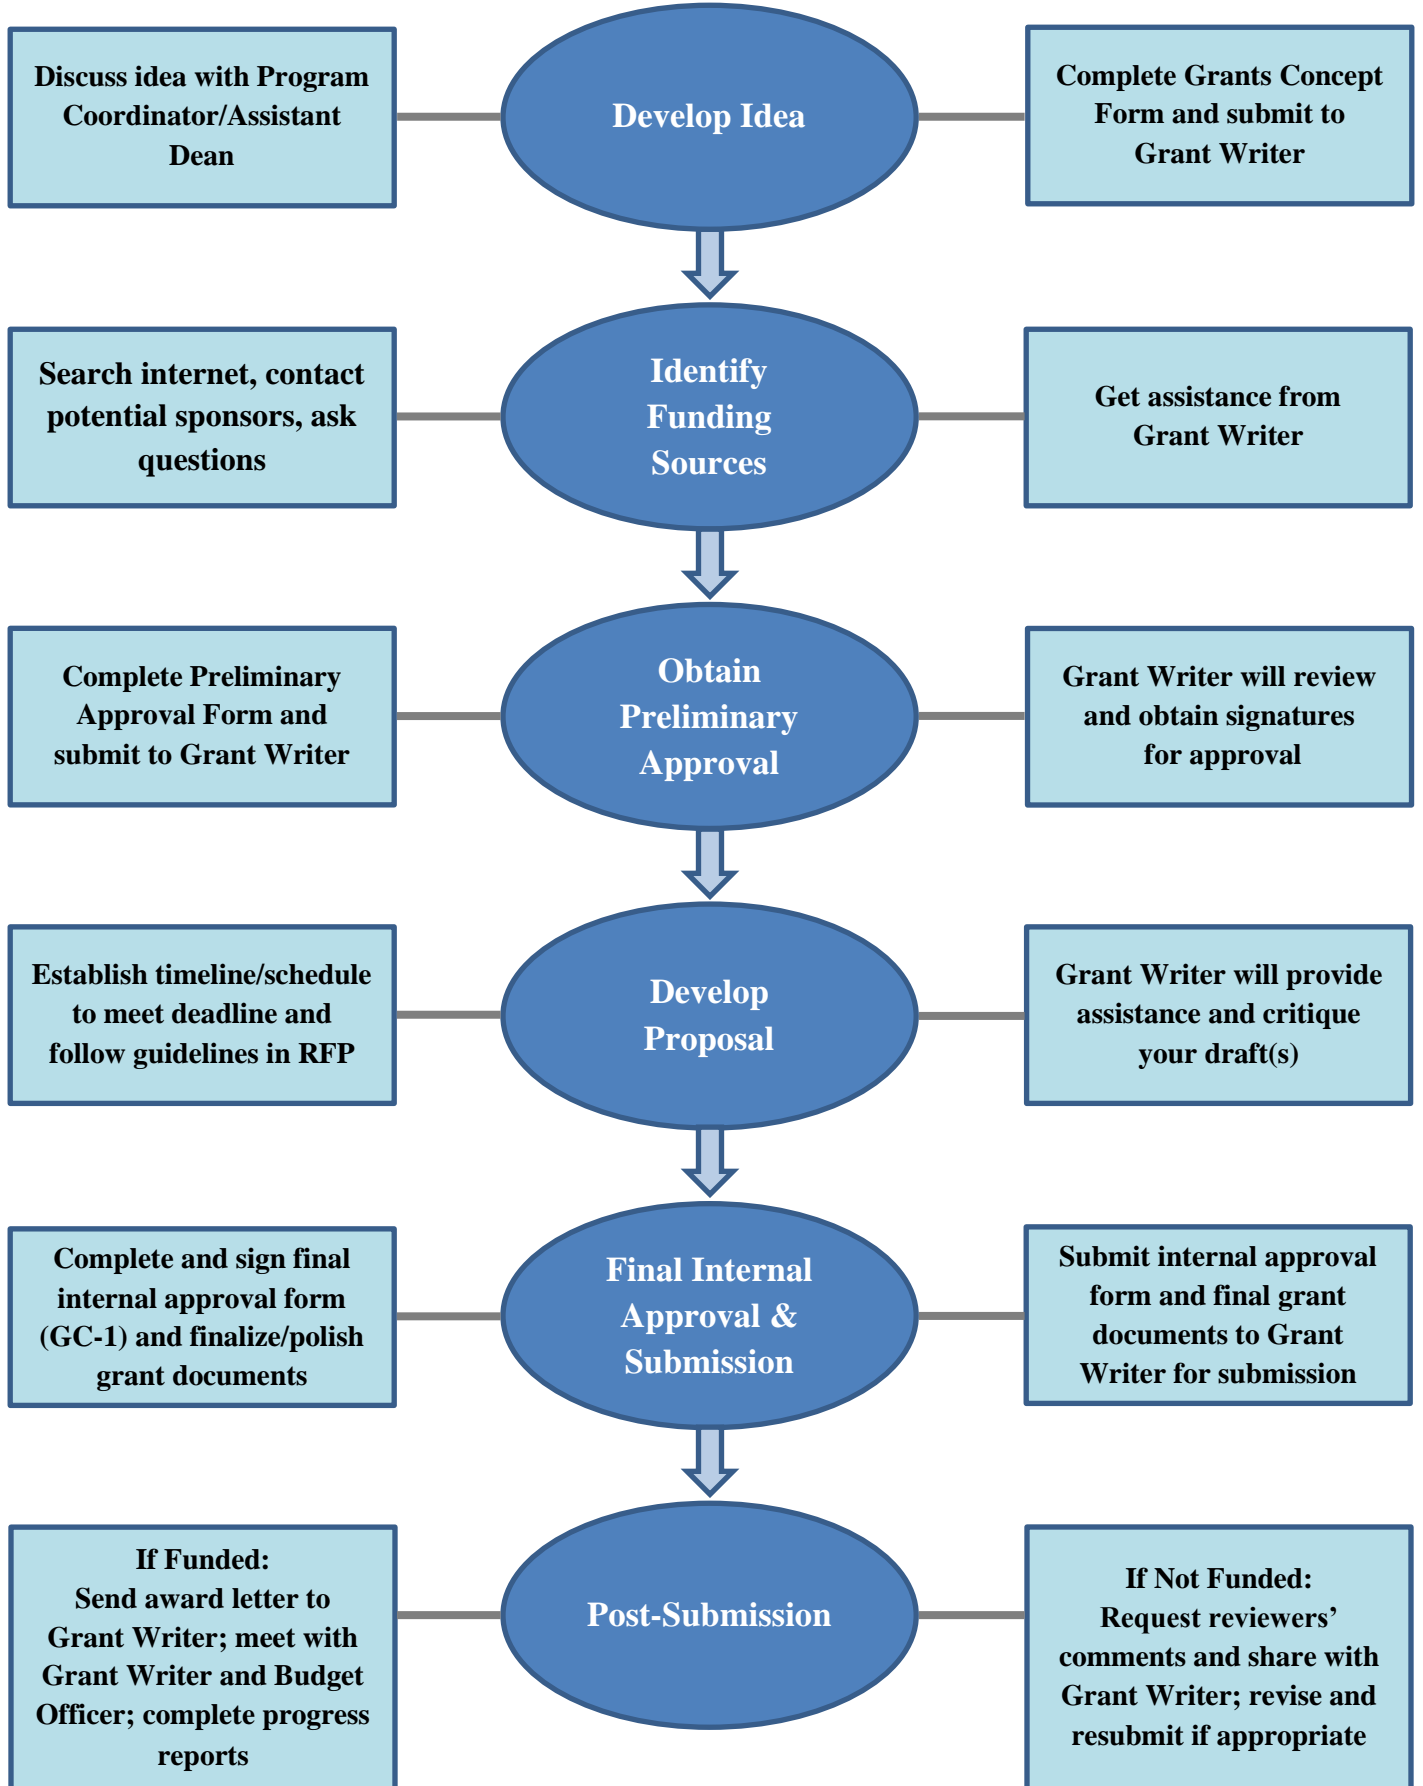 Discuss idea with Program
Coordinator/Assistant
Dean
Develop Idea
Complete Grants Concept
Form and submit to
Grant Writer
Search internet, contact
potential sponsors, ask
questions
Identify
Funding
Sources
Get assistance from
Grant Writer
Complete Preliminary
Approval Form and
submit to Grant Writer
Obtain
Preliminary
Approval
Grant Writer will review
and obtain signatures
for approval
Establish timeline/schedule
to meet deadline and
follow guidelines in RFP
Develop
Proposal
Grant Writer will provide
assistance and critique
your draft(s)
Complete and sign final
internal approval form
(GC-1) and finalize/polish
grant documents
Final Internal
Approval &
Submission
Submit internal approval
form and final grant
documents to Grant
Writer for submission
If Funded:
Send award letter to
Grant Writer; meet with
Grant Writer and Budget
Officer; complete progress
reports
Post-Submission
If Not Funded:
Request reviewers’
comments and share with
Grant Writer; revise and
resubmit if appropriate